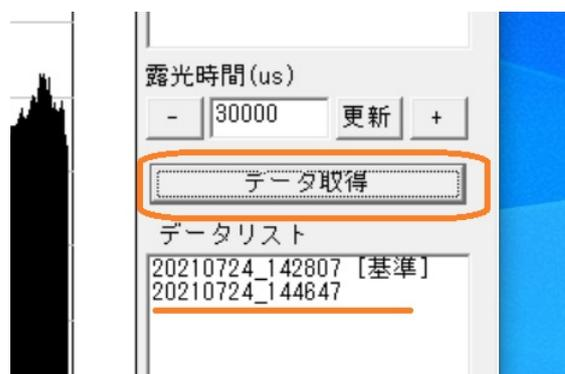 露光時間(us)
- 30000 更新 +
データ取得
データリスト
20210724_142807 [基準]
20210724_144647